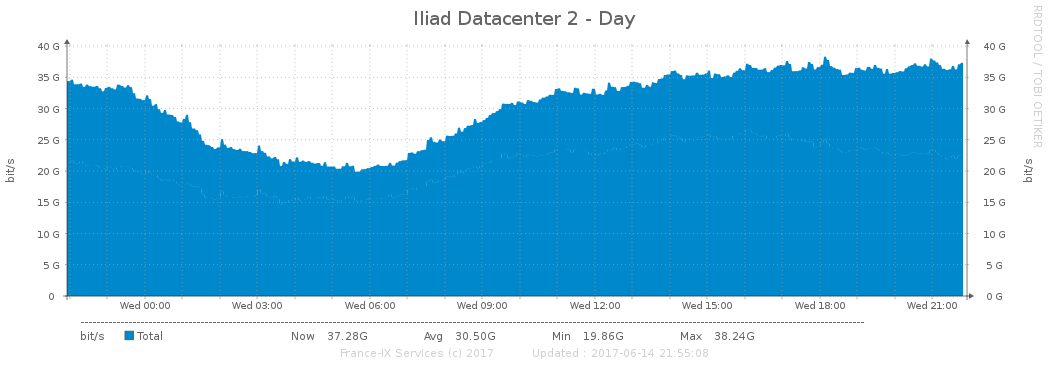 Iliad Datacenter 2 - Day
RRDTOOL / TOBI OETIKER
40 G 40 G
35 G 35 G
30 G 30 G
25 G 25 G
20 G 20 G
15 G 15 G
10 G 10 G
5 G 5 G
0 0 G
bit/s bit/s
Wed 00:00 Wed 03:00 Wed 06:00 Wed 09:00 Wed 12:00 Wed 15:00 Wed 18:00 Wed 21:00
bit/s Total Now 37.28G Avg 30.50G Min 19.86G Max 38.24G
France-IX Services (c) 2017 Updated : 2017-06-14 21:55:08